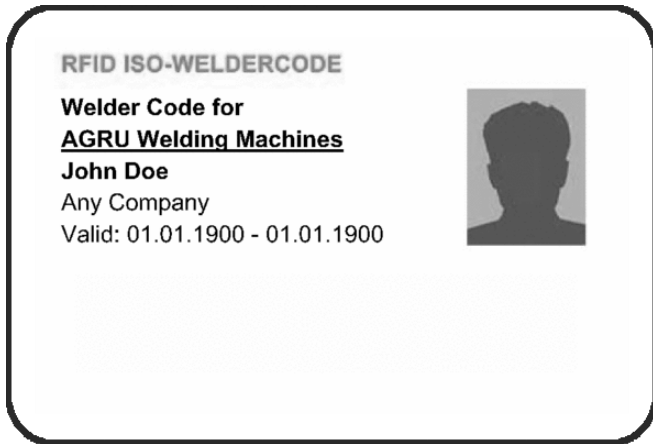 RFID ISO-WELDERCODE
Welder Code for
AGRU Welding Machines
John Doe
Any Company
Valid: 01.01.1900 - 01.01.1900